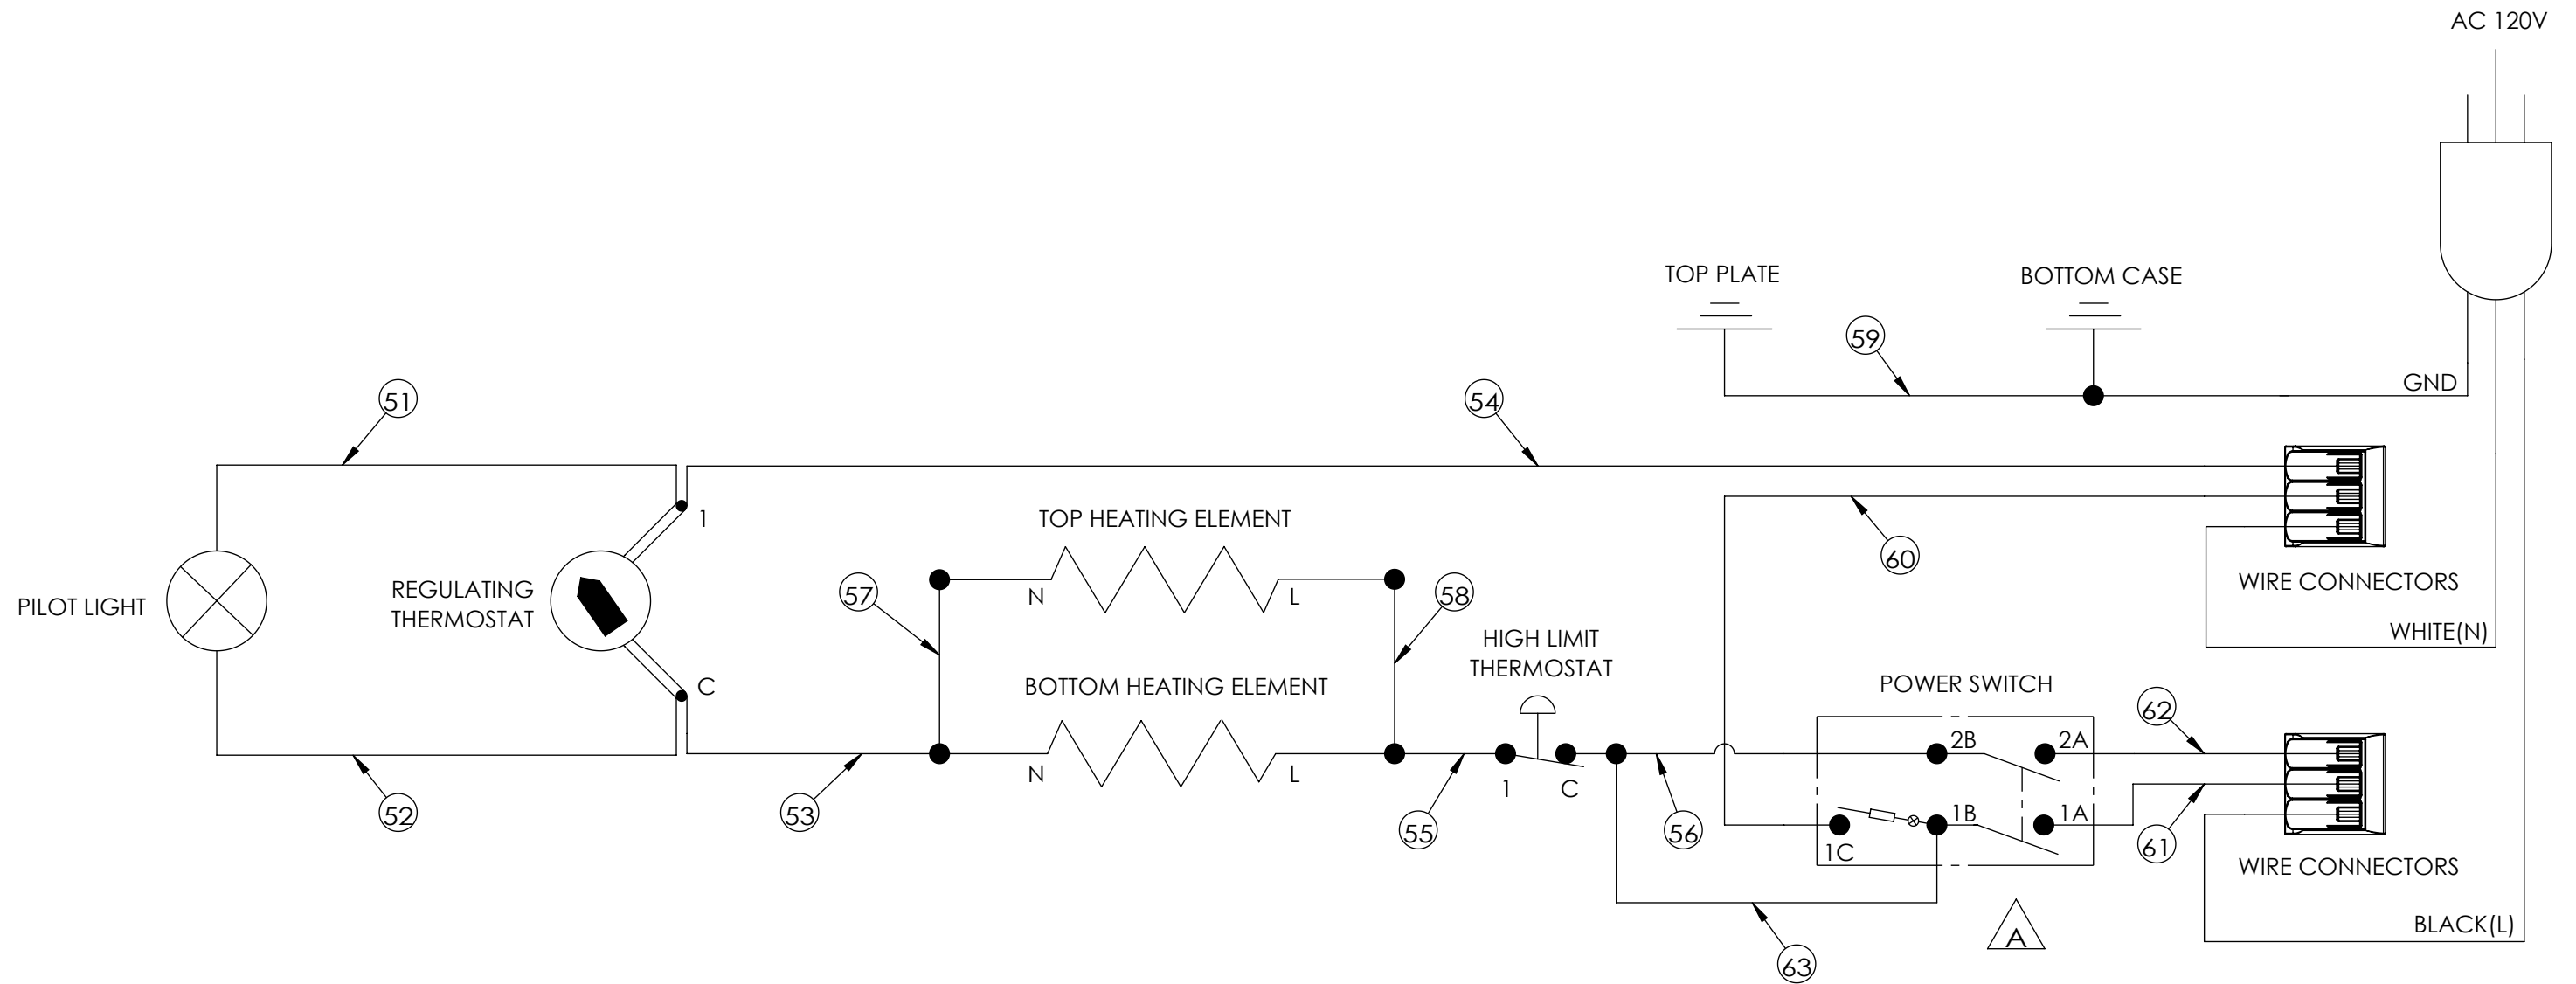 AC 120V
TOP PLATE
BOTTOM CASE
59
GND
51
54
TOP HEATING ELEMENT
1
60
WIRE CONNECTORS
PILOT LIGHT
REGULATING
THERMOSTAT
57
N
L
58
HIGH LIMIT
THERMOSTAT
WHITE(N)
C
BOTTOM HEATING ELEMENT
POWER SWITCH
62
2B
2A
N
L
1
C
52
53
55
56
1B
1A
1C
61
WIRE CONNECTORS
BLACK(L)
A
63